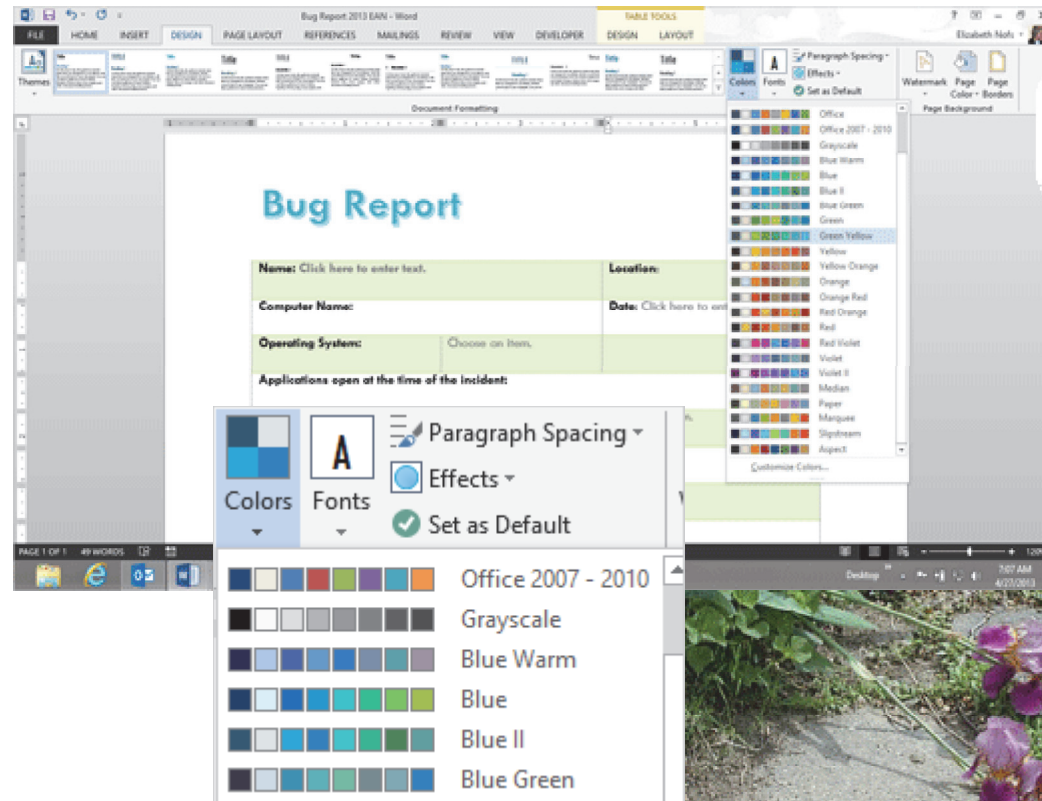 Bug Report 2013 EAN - Word
TABLE TOOLS
FILE HOME INSERT DESIGN PAGE LAYOUT REFERENCES MAILINGS REVIEW VIEW DEVELOPER DESIGN LAYOUT Elizabeth Nofs
Themes
Colors
Fonts
Paragraph Spacing
Effects
Set as Default
Watermark
Page Color
Page Borders
Document Formatting
Page Background
Office
Office 2007 - 2010
Grayscale
Blue Warm
Blue
Blue II
Blue Green
Green
Green Yellow
Yellow
Yellow Orange
Orange
Orange Red
Red Orange
Red
Red Violet
Violet
Violet II
Median
Paper
Marquee
Slipstream
Aspect
Customize Colors...
Bug Report
Name: Click here to enter text. Location:
Computer Name: Date: Click here to ent
Operating System: Choose an item.
Applications open at the time of the incident:
Colors
Fonts
Paragraph Spacing
Effects
Set as Default
Office 2007 - 2010
Grayscale
Blue Warm
Blue
Blue II
Blue Green
PAGE 1 OF 1 49 WORDS
Desktop
7:07 AM
4/27/2013